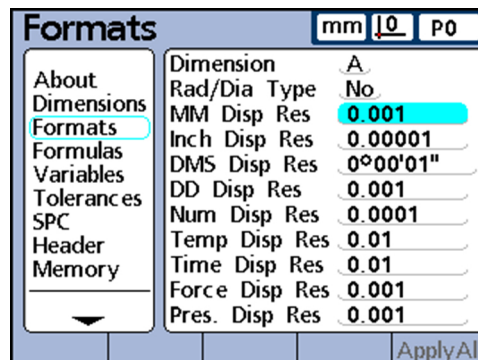 Formats mm 0 P0
About
Dimensions
Formats
Formulas
Variables
Tolerances
SPC
Header
Memory
Dimension A
Rad/Dia Type No
MM Disp Res 0.001
Inch Disp Res 0.00001
DMS Disp Res 0°00'01"
DD Disp Res 0.001
Num Disp Res 0.0001
Temp Disp Res 0.01
Time Disp Res 0.01
Force Disp Res 0.001
Pres. Disp Res 0.001
Apply Al